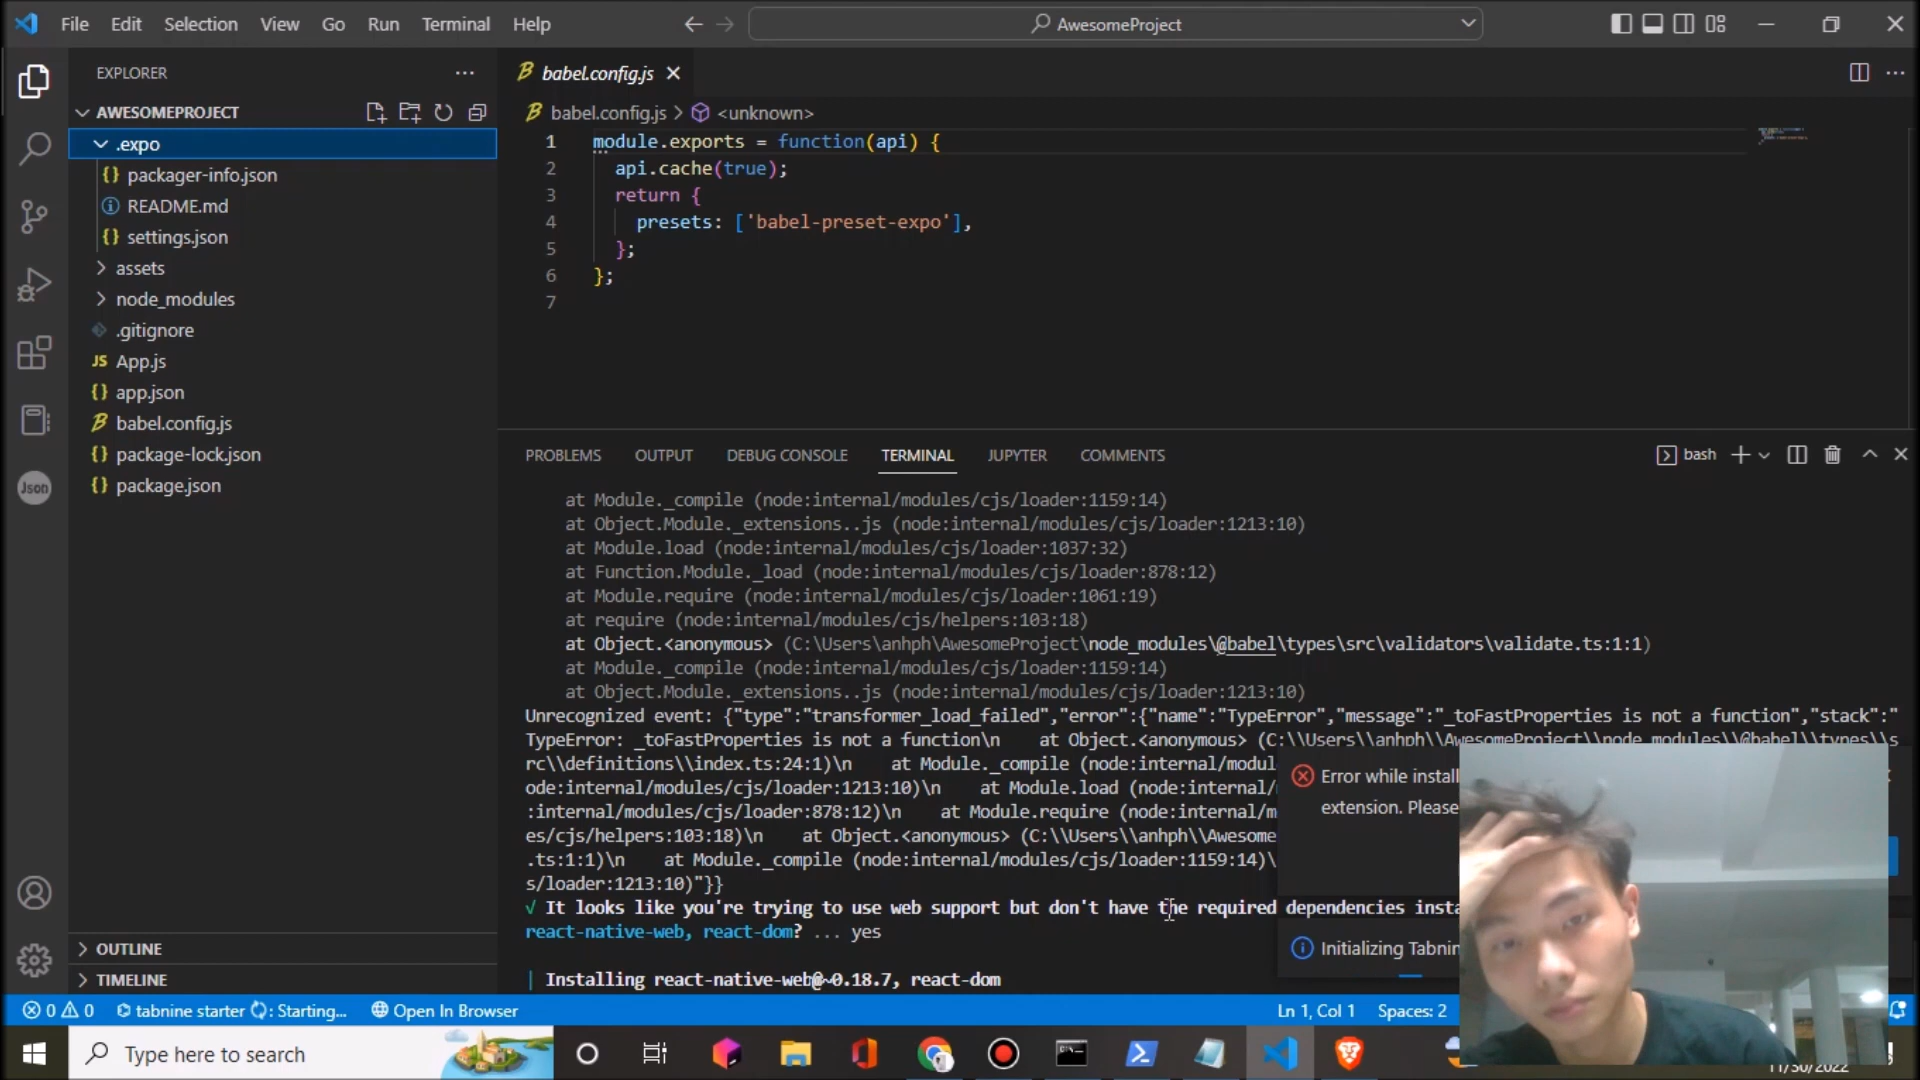 File Edit Selection View Go Run Terminal Help
AwesomeProject
EXPLORER
AWESOMEPROJECT
.expo
packager-info.json
README.md
settings.json
assets
node_modules
.gitignore
JS App.js
app.json
babel.config.js
package-lock.json
package.json
Json
OUTLINE
TIMELINE
babel.config.js
babel.config.js > <unknown>
1 module.exports = function(api) {
2 api.cache(true);
3 return {
4 presets: ['babel-preset-expo'],
5 };
6 };
7
PROBLEMS OUTPUT DEBUG CONSOLE TERMINAL JUPYTER COMMENTS
bash
at Module._compile (node:internal/modules/cjs/loader:1159:14)
at Object.Module._extensions..js (node:internal/modules/cjs/loader:1213:10)
at Module.load (node:internal/modules/cjs/loader:1037:32)
at Function.Module._load (node:internal/modules/cjs/loader:878:12)
at Module.require (node:internal/modules/cjs/loader:1061:19)
at require (node:internal/modules/cjs/helpers:103:18)
at Object.<anonymous> (C:\Users\anhph\AwesomeProject\node_modules\@babel\types\src\validators\validate.ts:1:1)
at Module._compile (node:internal/modules/cjs/loader:1159:14)
at Object.Module._extensions..js (node:internal/modules/cjs/loader:1213:10)
Unrecognized event: {"type":"transformer_load_failed","error":{"name":"TypeError","message":"_toFastProperties is not a function","stack":"
TypeError: _toFastProperties is not a function\n    at Object.<anonymous> (C:\\Users\\anhph\\AwesomeProject\\node_modules\\@babel\\types\\s
rc\\definitions\\index.ts:24:1)\n    at Module._compile (node:internal/modul
ode:internal/modules/cjs/loader:1213:10)\n    at Module.load (node:internal/
:internal/modules/cjs/loader:878:12)\n    at Module.require (node:internal/m
es/cjs/helpers:103:18)\n    at Object.<anonymous> (C:\\Users\\anhph\\Awesome
.ts:1:1)\n    at Module._compile (node:internal/modules/cjs/loader:1159:14)\
s/loader:1213:10)"}}
√ It looks like you're trying to use web support but don't have the required dependencies insta
react-native-web, react-dom? ... yes
| Installing react-native-web@~0.18.7, react-dom
Error while install
extension. Please
Initializing Tabnin
0 0 tabnine starter : Starting... Open In Browser
Ln 1, Col 1 Spaces: 2
Type here to search
11/30/2022